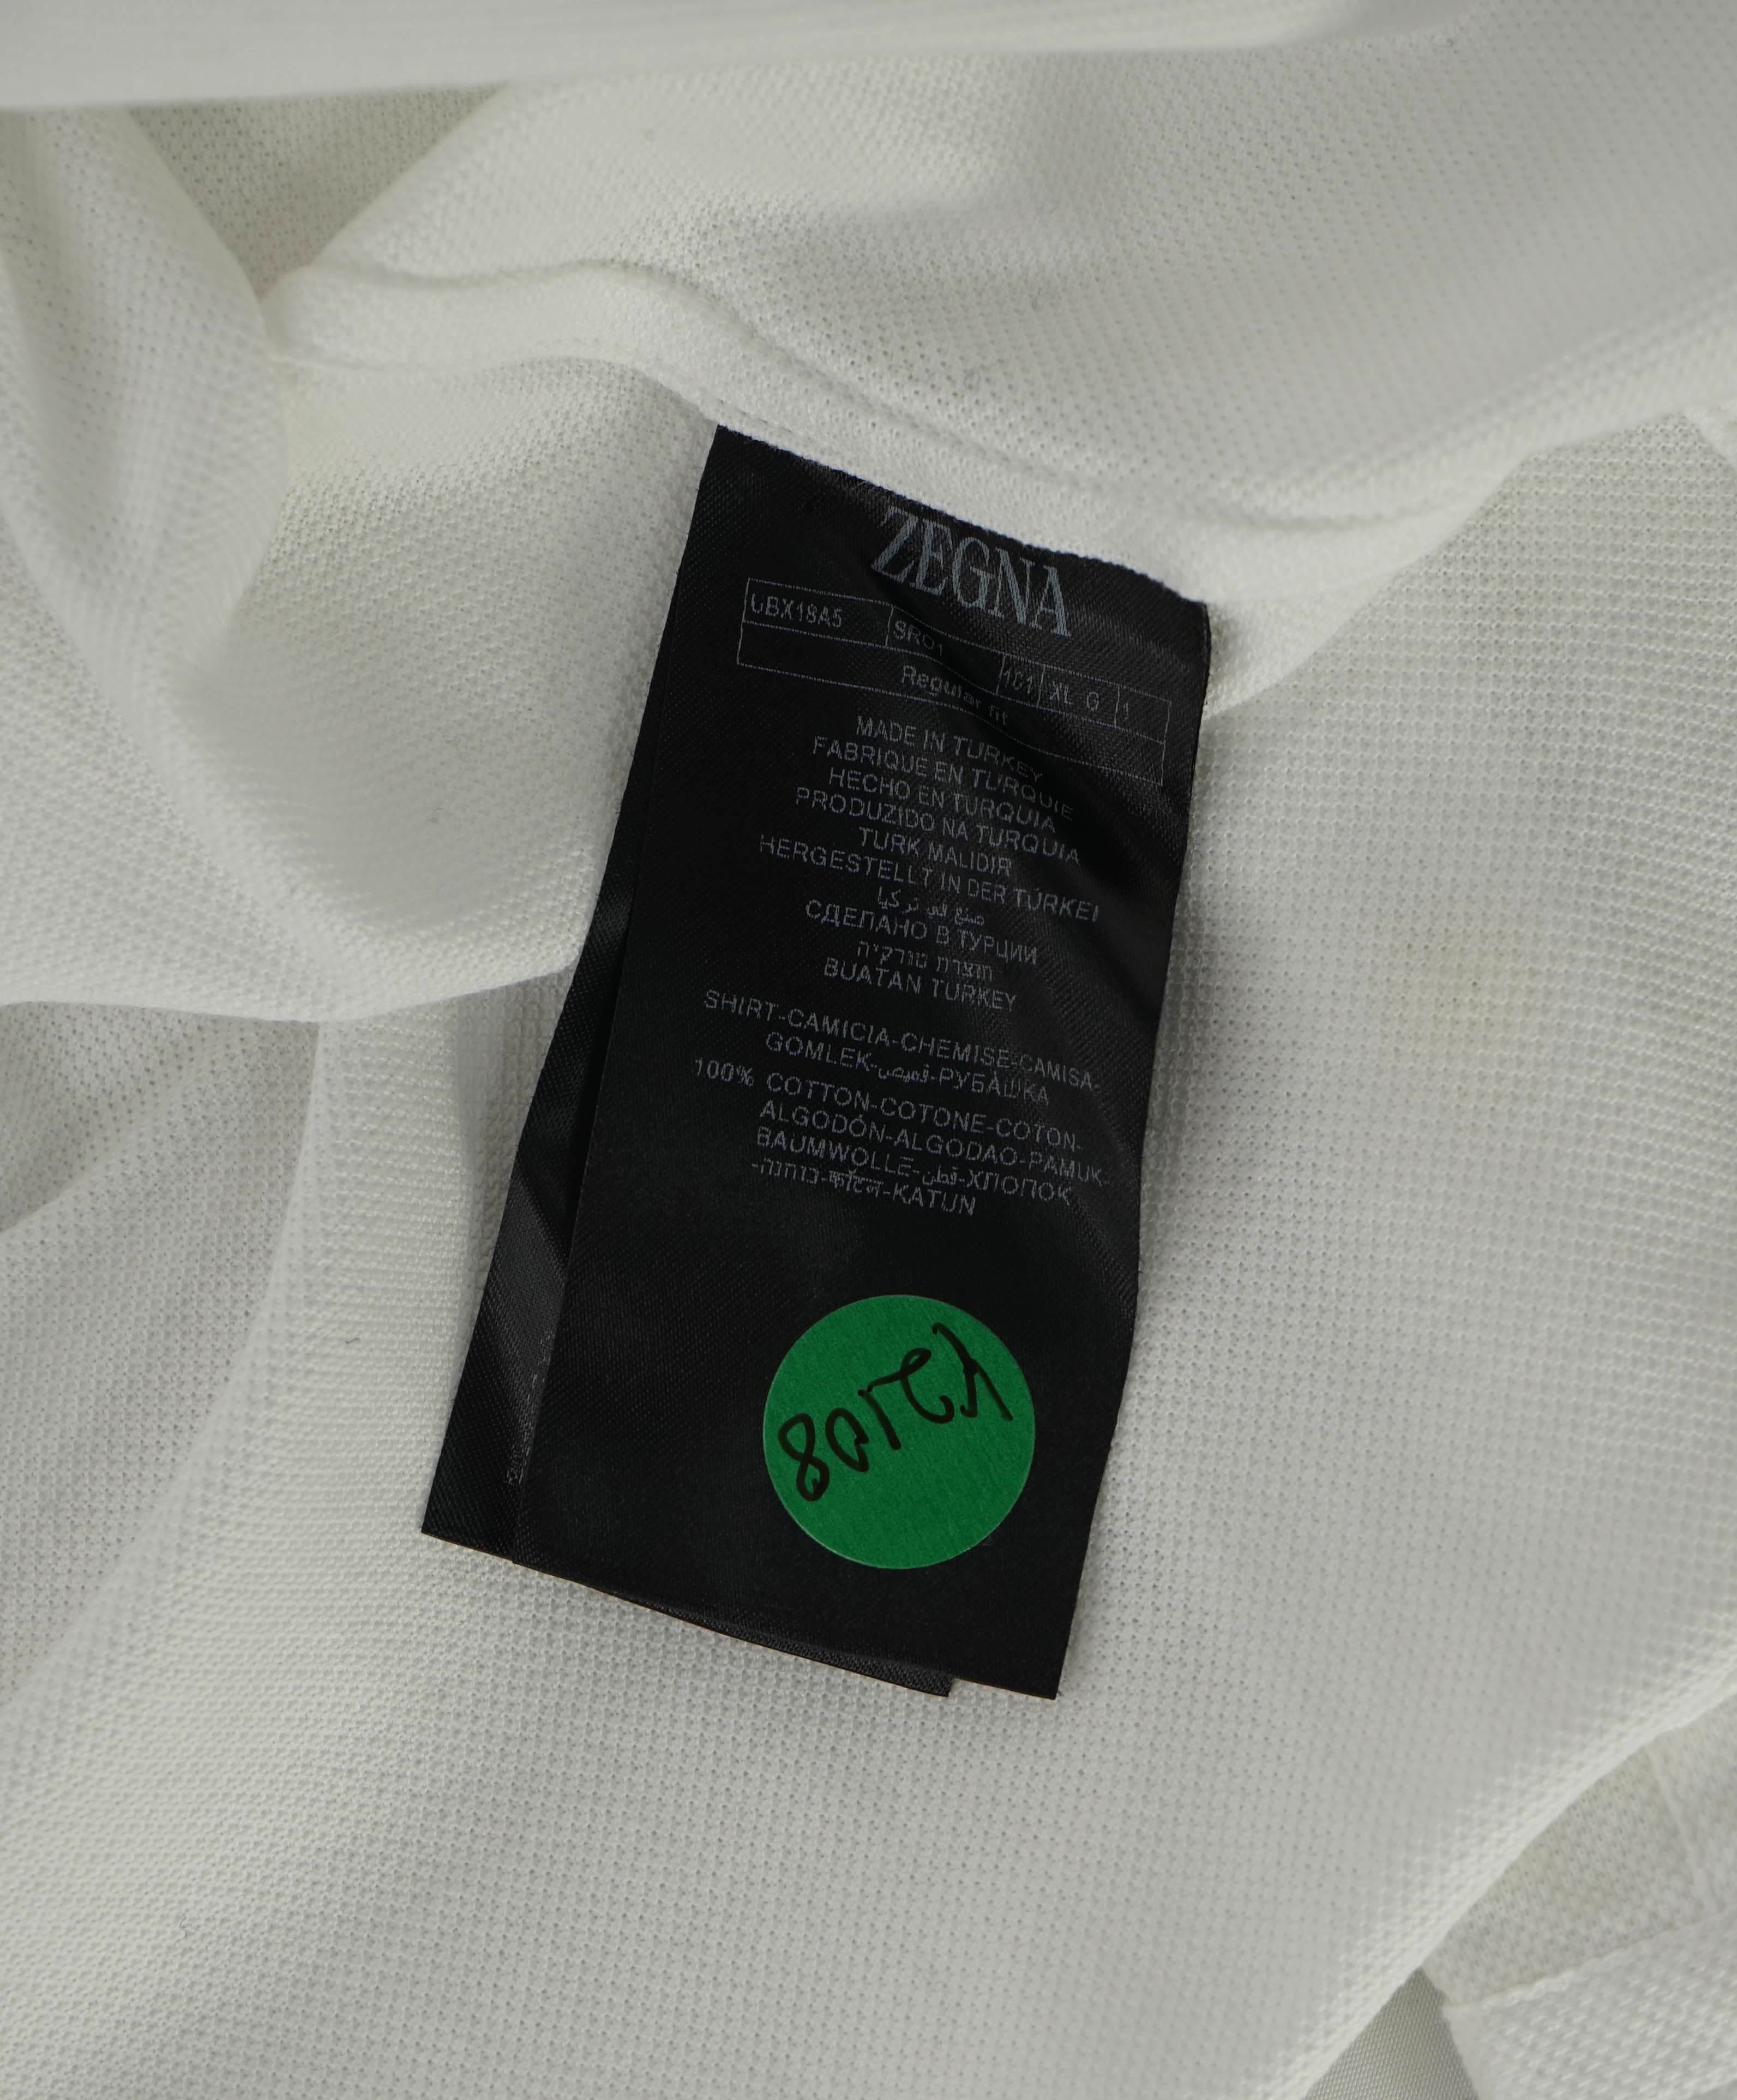 ZEGNA
UBX18A5 SRO1 101 XL G 1
Regular fit
MADE IN TURKEY
FABRIQUE EN TURQUIE
HECHO EN TURQUIA
PRODUZIDO NA TURQUIA
TURK MALIDIR
HERGESTELLT IN DER TÜRKEI
صنع في تركيا
СДЕЛАНО В ТУРЦИИ
תוצרת טורקיה
BUATAN TURKEY
SHIRT-CAMICIA-CHEMISE-CAMISA-
GOMLEK-قميص-РУБАШКА
100% COTTON-COTONE-COTON-
ALGODÓN-ALGODAO-PAMUK-
BAUMWOLLE-قطن-ХЛОПОК
-כותנה-कॉटन-KATUN
K2108